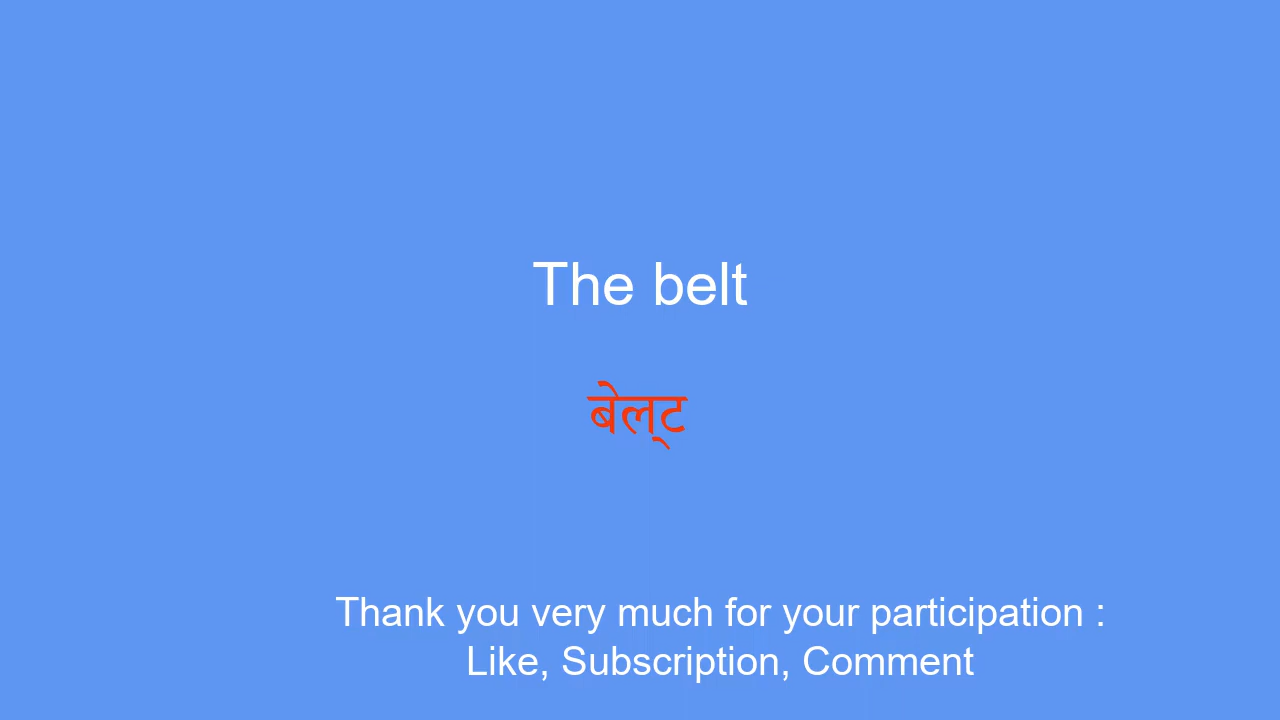 The belt
बेल्ट
Thank you very much for your participation :
Like, Subscription, Comment